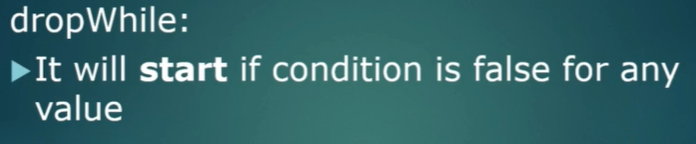 dropWhile:
It will start if condition is false for any
value